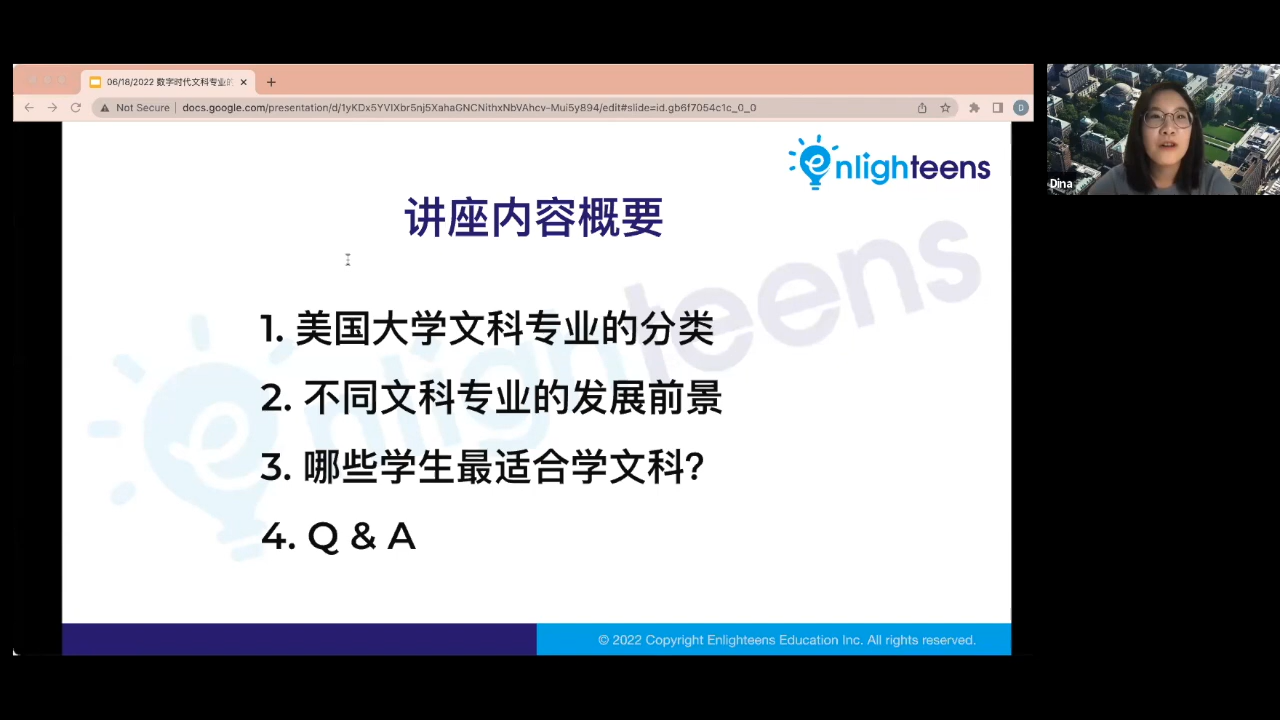 06/18/2022 数字时代文科专业的
Not Secure
docs.google.com/presentation/d/1yKDx5YVIXbr5nj5XahaGNCNithxNbVAhcv-Mui5y894/edit#slide=id.gb6f7054c1c_0_0
D
enlighteens
Dina
讲座内容概要
1. 美国大学文科专业的分类
2. 不同文科专业的发展前景
3. 哪些学生最适合学文科?
4. Q & A
enlighteens
© 2022 Copyright Enlighteens Education Inc. All rights reserved.